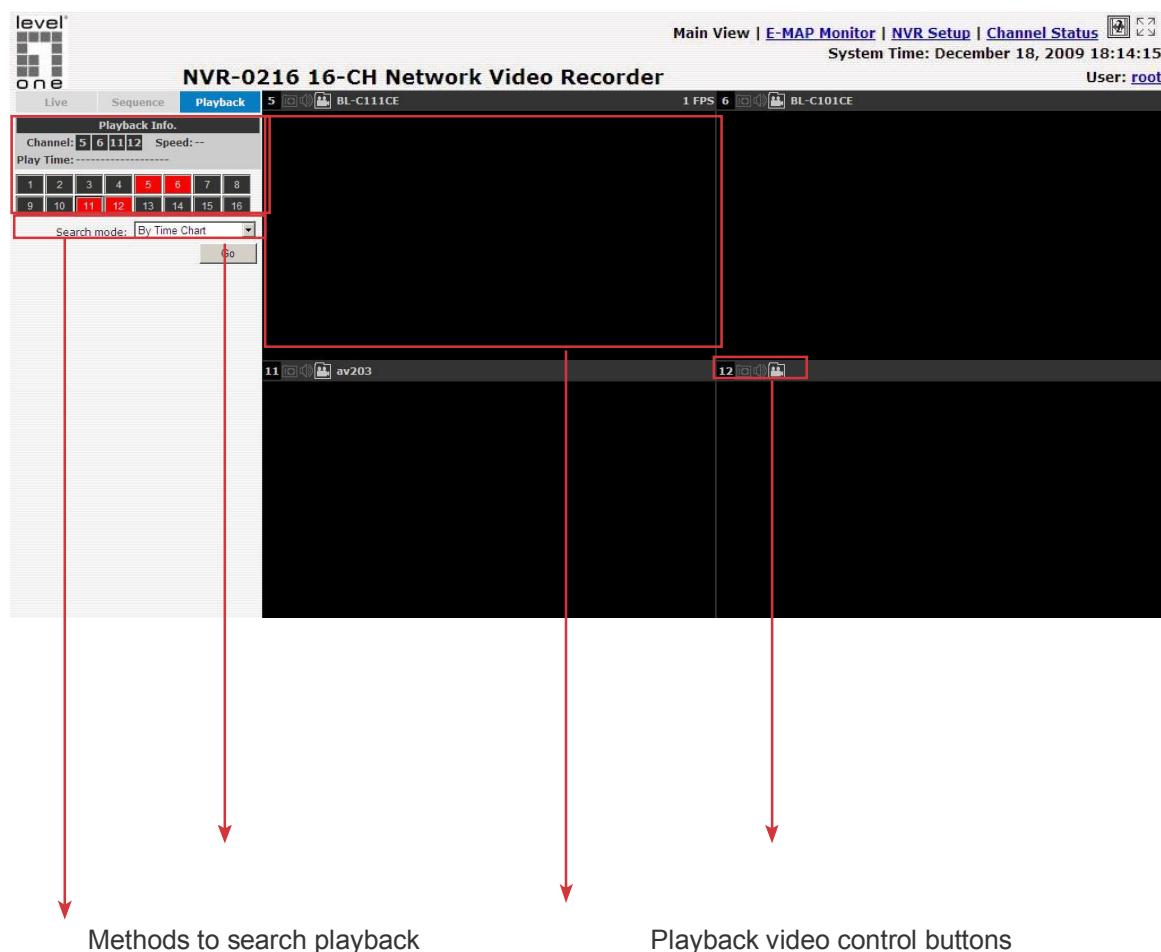 level
one
Main View | E-MAP Monitor | NVR Setup | Channel Status
System Time: December 18, 2009 18:14:15
NVR-0216 16-CH Network Video Recorder
User: root
Live Sequence Playback
5 BL-C111CE 1 FPS
6 BL-C101CE
Playback Info.
Channel: 5 6 11 12 Speed: --
Play Time: -------------------
1 2 3 4 5 6 7 8
9 10 11 12 13 14 15 16
Search mode: By Time Chart
Go
11 av203
12
Methods to search playback
Playback video control buttons